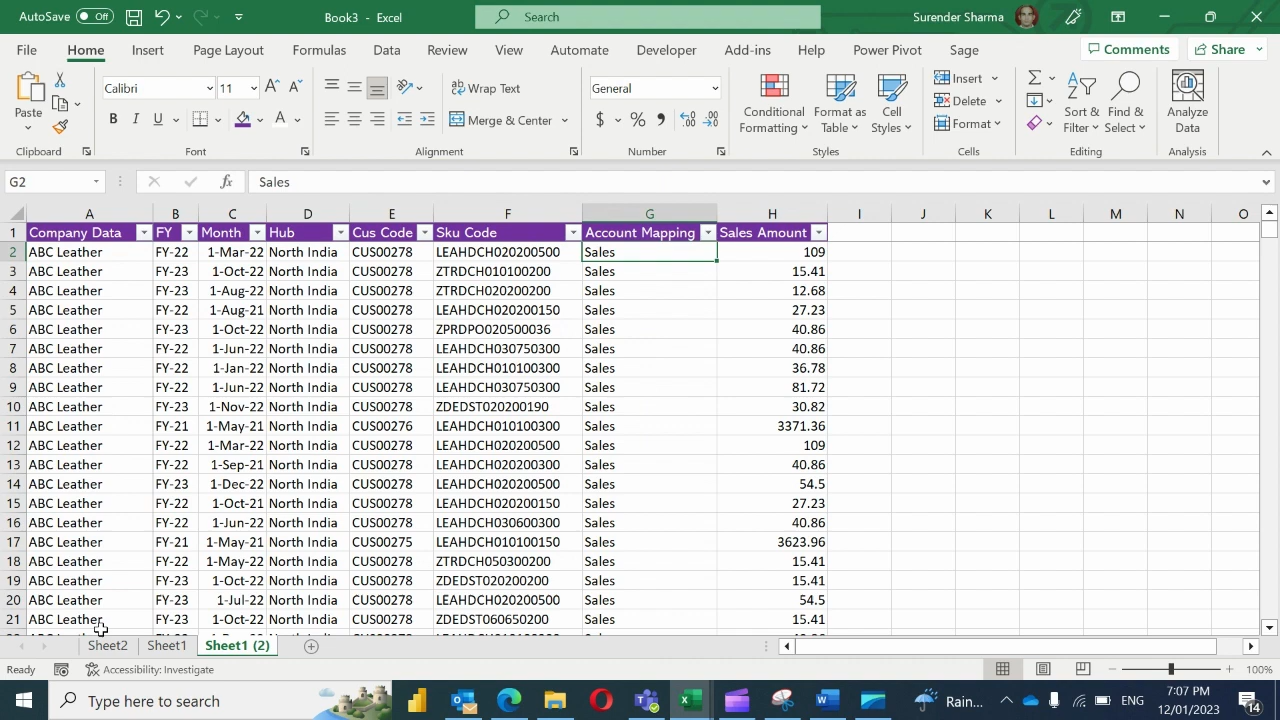 AutoSave Off Book3 - Excel Search Surender Sharma
File Home Insert Page Layout Formulas Data Review View Automate Developer Add-ins Help Power Pivot Sage Comments Share
Paste Calibri 11 B I U A ab Wrap Text Merge & Center General $ % , Conditional Formatting Format as Table Cell Styles Insert Delete Format Sort & Filter Find & Select Analyze Data
Clipboard Font Alignment Number Styles Cells Editing Analysis
G2 fx Sales
A B C D E F G H I J K L M N O
1 Company Data FY Month Hub Cus Code Sku Code Account Mapping Sales Amount
2 ABC Leather FY-22 1-Mar-22 North India CUS00278 LEAHDCH020200500 Sales 109
3 ABC Leather FY-22 1-Oct-22 North India CUS00278 ZTRDCH010100200 Sales 15.41
4 ABC Leather FY-23 1-Aug-22 North India CUS00278 ZTRDCH020200200 Sales 12.68
5 ABC Leather FY-22 1-Aug-21 North India CUS00278 LEAHDCH020200150 Sales 27.23
6 ABC Leather FY-23 1-Oct-22 North India CUS00278 ZPRDPO020500036 Sales 40.86
7 ABC Leather FY-22 1-Jun-22 North India CUS00278 LEAHDCH030750300 Sales 40.86
8 ABC Leather FY-22 1-Jan-22 North India CUS00278 LEAHDCH010100300 Sales 36.78
9 ABC Leather FY-22 1-Jun-22 North India CUS00278 LEAHDCH030750300 Sales 81.72
10 ABC Leather FY-23 1-Nov-22 North India CUS00278 ZDEDST020200190 Sales 30.82
11 ABC Leather FY-21 1-May-21 North India CUS00276 LEAHDCH010100300 Sales 3371.36
12 ABC Leather FY-22 1-Mar-22 North India CUS00278 LEAHDCH020200500 Sales 109
13 ABC Leather FY-22 1-Sep-21 North India CUS00278 LEAHDCH020200300 Sales 40.86
14 ABC Leather FY-23 1-Dec-22 North India CUS00278 LEAHDCH020200500 Sales 54.5
15 ABC Leather FY-22 1-Oct-21 North India CUS00278 LEAHDCH020200150 Sales 27.23
16 ABC Leather FY-22 1-Jun-22 North India CUS00278 LEAHDCH030600300 Sales 40.86
17 ABC Leather FY-21 1-May-21 North India CUS00275 LEAHDCH010100150 Sales 3623.96
18 ABC Leather FY-22 1-May-22 North India CUS00278 ZTRDCH050300200 Sales 15.41
19 ABC Leather FY-23 1-Oct-22 North India CUS00278 ZDEDST020200200 Sales 15.41
20 ABC Leather FY-23 1-Jul-22 North India CUS00278 LEAHDCH020200500 Sales 54.5
21 ABC Leather FY-23 1-Oct-22 North India CUS00278 ZDEDST060650200 Sales 15.41
Sheet2 Sheet1 Sheet1 (2)
Ready Accessibility: Investigate 100%
Type here to search Rain... ENG 7:07 PM
12/01/2023 14